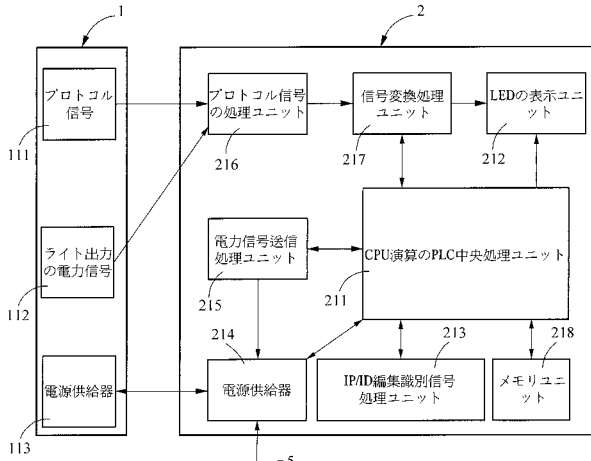 1
2
プロトコル
信号
111
プロトコル信号
の処理ユニット
216
信号変換処理
ユニット
217
LEDの表示ユ
ニット
212
ライト出力
の電力信号
112
電力信号送信
処理ユニット
215
CPU演算のPLC中央処理ユニット
211
電源供給器
113
214
電源供給器
213
IP/ID編集識別信号
処理ユニット
218
メモリユニ
ット
5